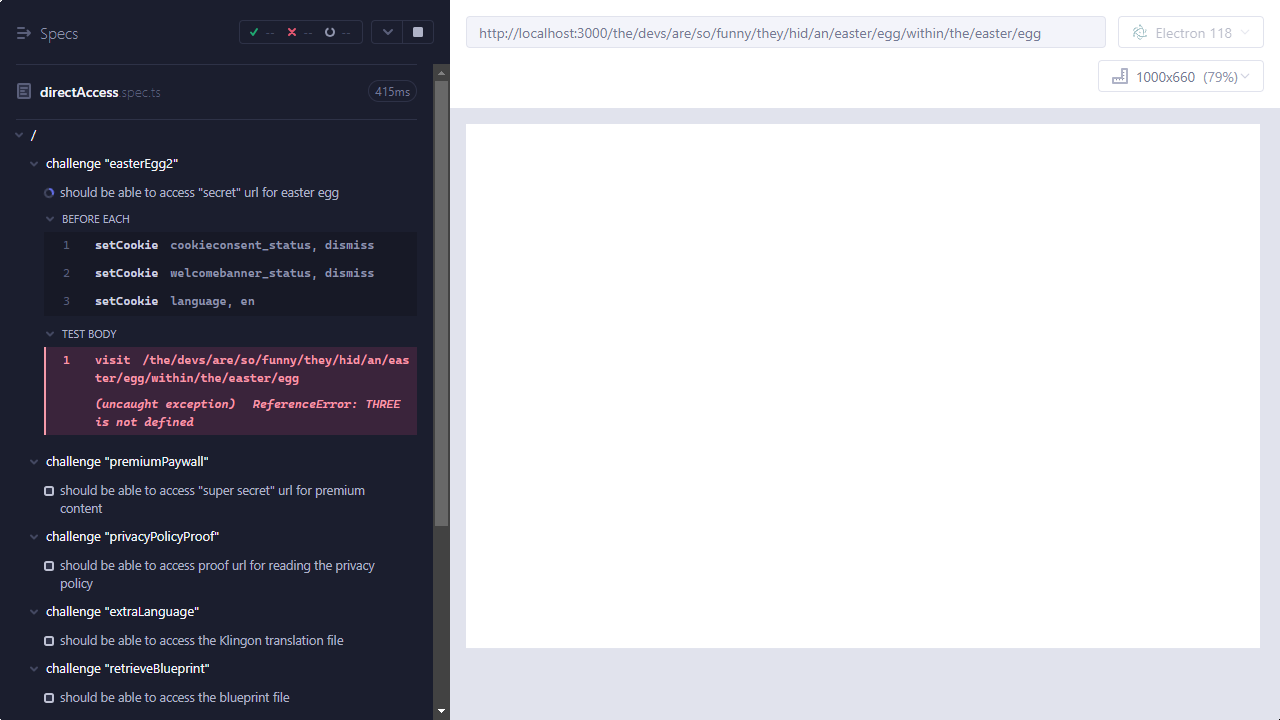 Specs
-- -- --
directAccess.spec.ts
415ms
/
challenge "easterEgg2"
should be able to access "secret" url for easter egg
BEFORE EACH
1 setCookie cookieconsent_status, dismiss
2 setCookie welcomebanner_status, dismiss
3 setCookie language, en
TEST BODY
1 visit /the/devs/are/so/funny/they/hid/an/eas
ter/egg/within/the/easter/egg
(uncaught exception) ReferenceError: THREE
is not defined
challenge "premiumPaywall"
should be able to access "super secret" url for premium
content
challenge "privacyPolicyProof"
should be able to access proof url for reading the privacy
policy
challenge "extraLanguage"
should be able to access the Klingon translation file
challenge "retrieveBlueprint"
should be able to access the blueprint file
http://localhost:3000/the/devs/are/so/funny/they/hid/an/easter/egg/within/the/easter/egg
Electron 118
1000x660 (79%)